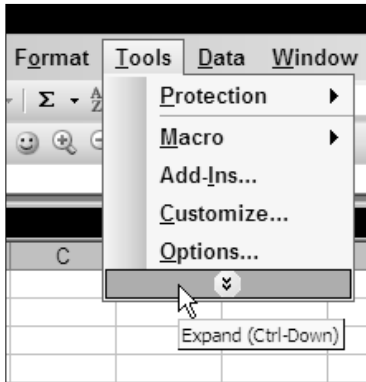 Format Tools Data Window
Σ A Z
Protection
Macro
Add-Ins...
Customize...
Options...
C
Expand (Ctrl-Down)